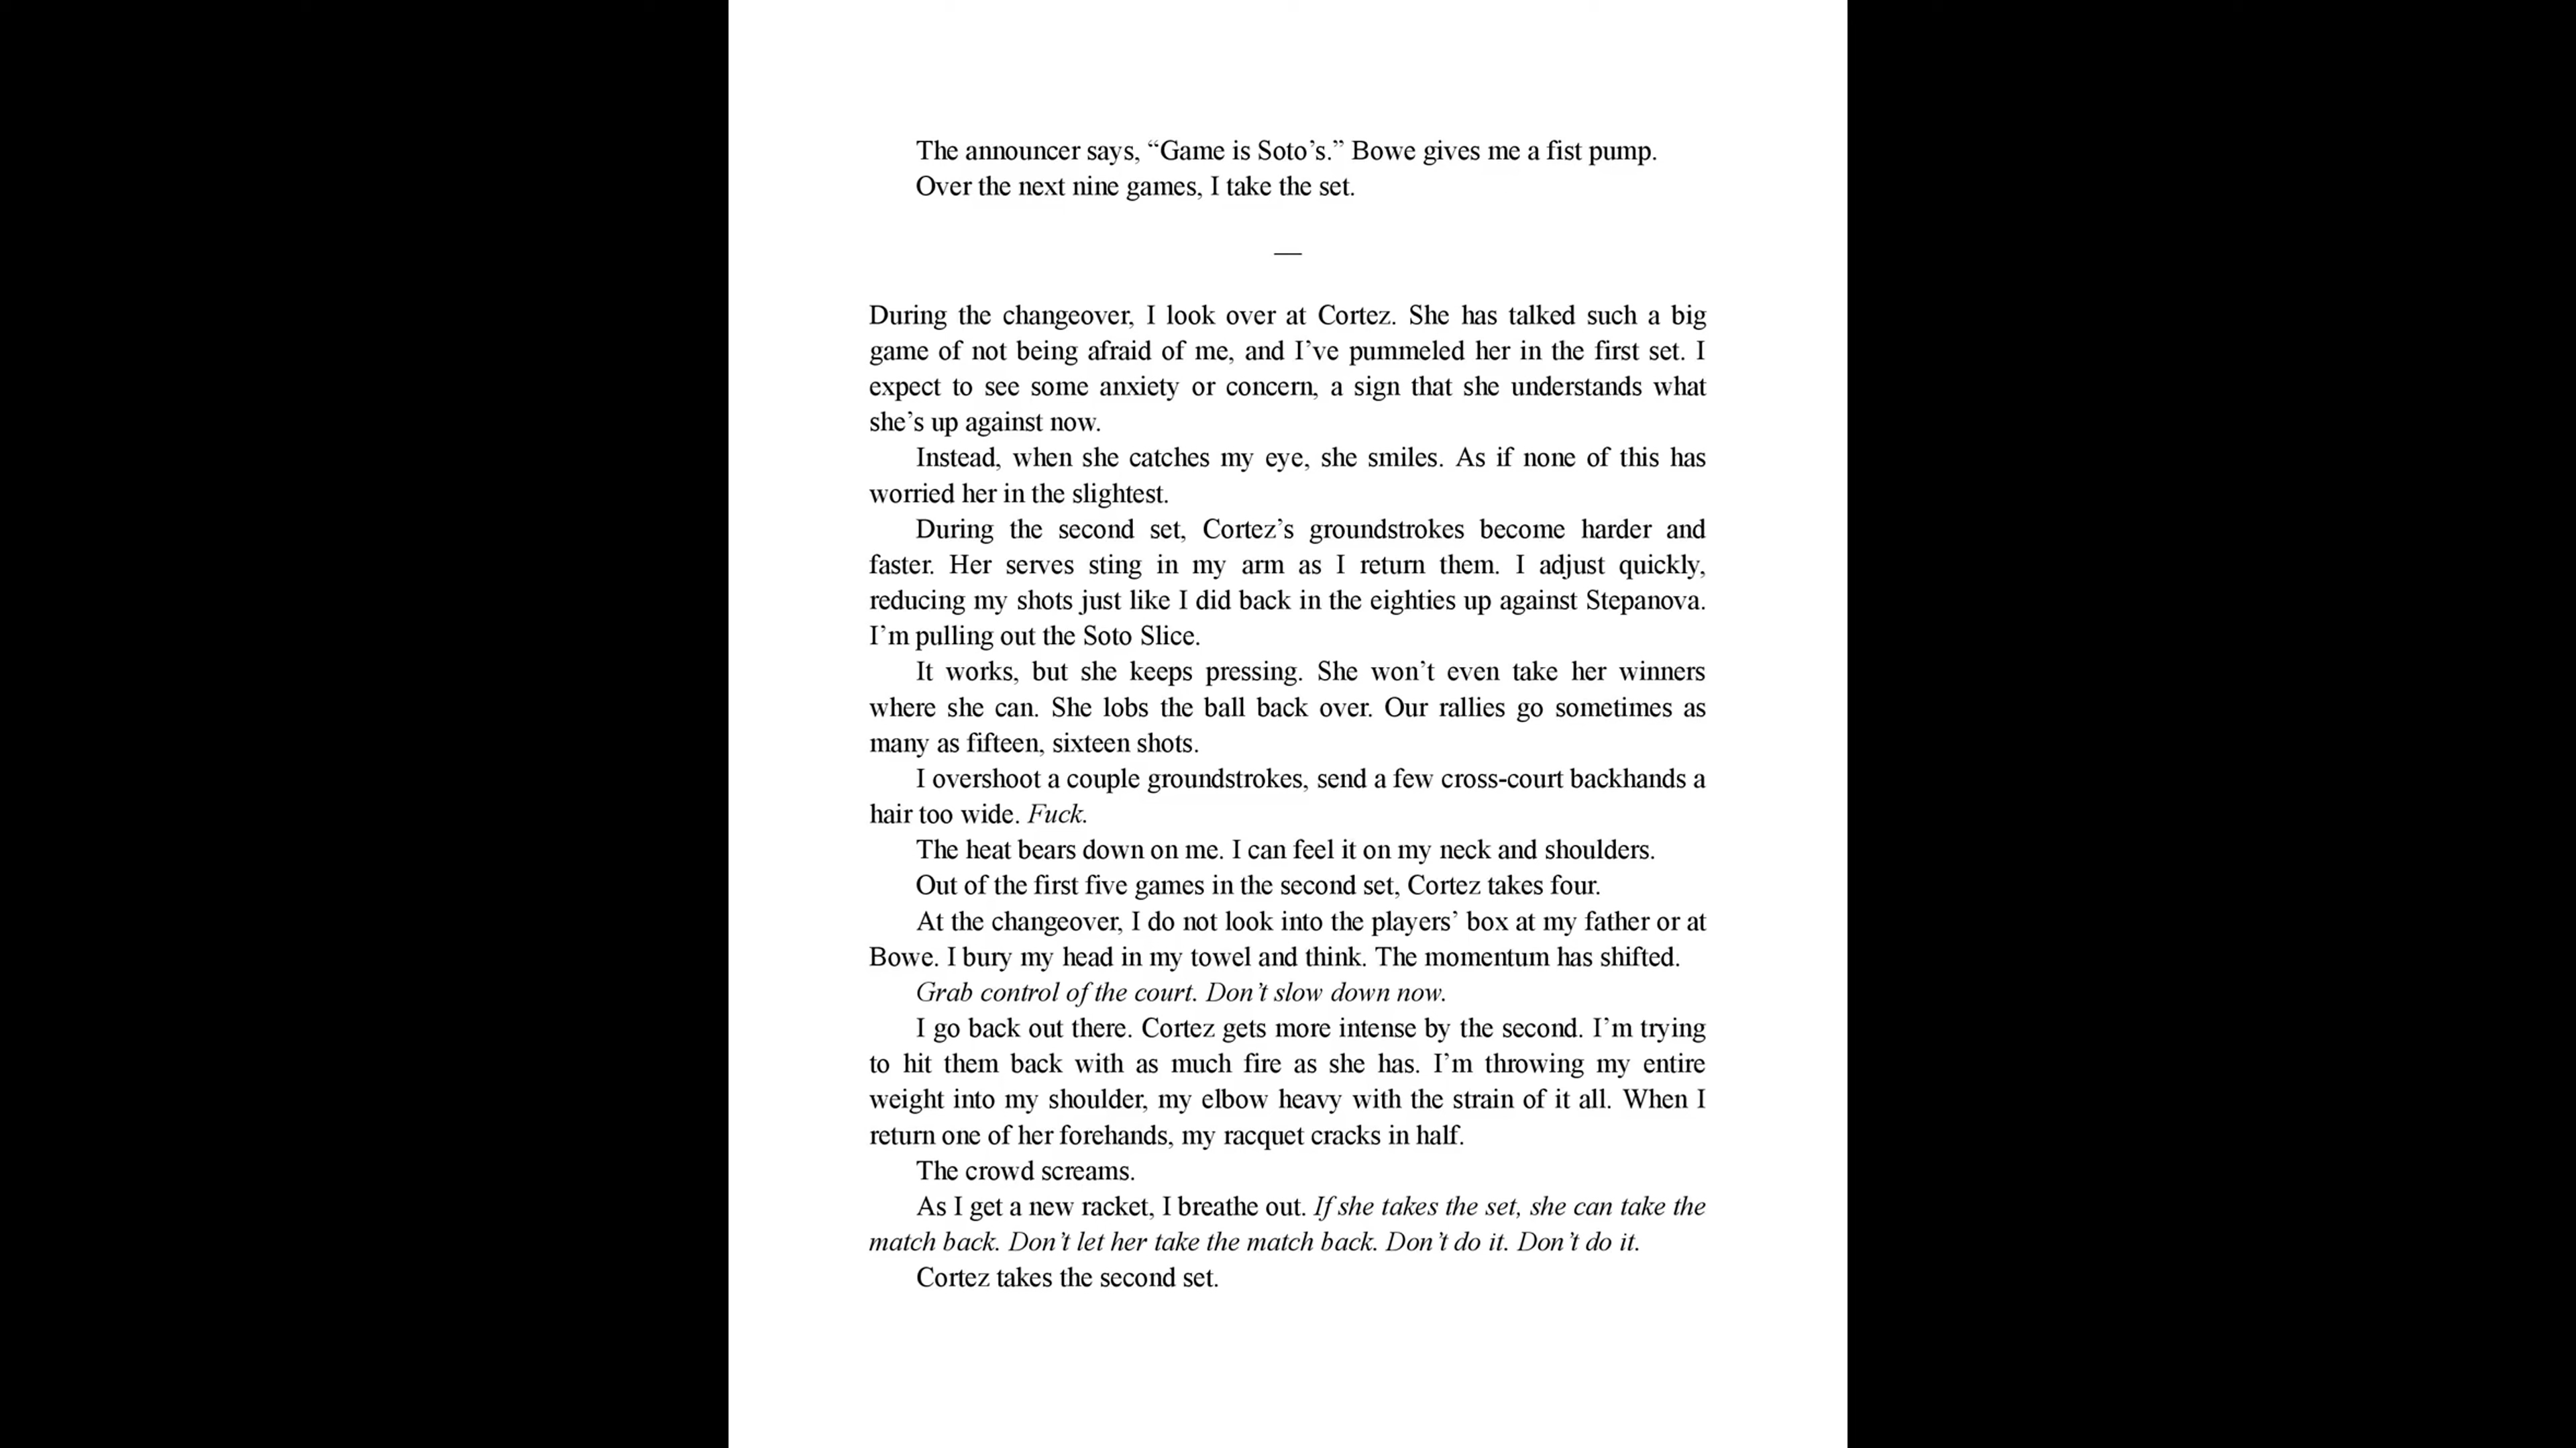 The announcer says, “Game is Soto’s.” Bowe gives me a fist pump.
Over the next nine games, I take the set.
—
During the changeover, I look over at Cortez. She has talked such a big
game of not being afraid of me, and I’ve pummeled her in the first set. I
expect to see some anxiety or concern, a sign that she understands what
she’s up against now.
Instead, when she catches my eye, she smiles. As if none of this has
worried her in the slightest.
During the second set, Cortez’s groundstrokes become harder and
faster. Her serves sting in my arm as I return them. I adjust quickly,
reducing my shots just like I did back in the eighties up against Stepanova.
I’m pulling out the Soto Slice.
It works, but she keeps pressing. She won’t even take her winners
where she can. She lobs the ball back over. Our rallies go sometimes as
many as fifteen, sixteen shots.
I overshoot a couple groundstrokes, send a few cross-court backhands a
hair too wide. Fuck.
The heat bears down on me. I can feel it on my neck and shoulders.
Out of the first five games in the second set, Cortez takes four.
At the changeover, I do not look into the players’ box at my father or at
Bowe. I bury my head in my towel and think. The momentum has shifted.
Grab control of the court. Don’t slow down now.
I go back out there. Cortez gets more intense by the second. I’m trying
to hit them back with as much fire as she has. I’m throwing my entire
weight into my shoulder, my elbow heavy with the strain of it all. When I
return one of her forehands, my racquet cracks in half.
The crowd screams.
As I get a new racket, I breathe out. If she takes the set, she can take the
match back. Don’t let her take the match back. Don’t do it. Don’t do it.
Cortez takes the second set.